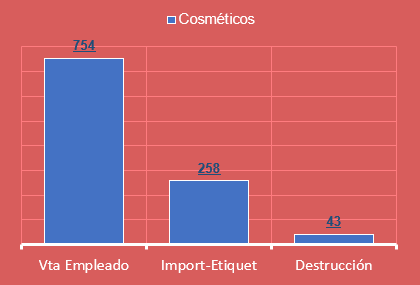 Cosméticos
754
258
43
Vta Empleado
Import-Etiquet
Destrucción